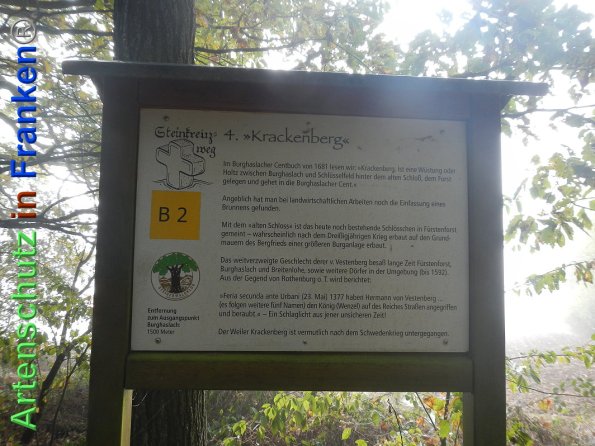 Artenschutz in Franken®
Steinkreuz-
weg
4. »Krackenberg«
Im Burghaslacher Centbuch von 1681 lesen wir: »Krackenberg. Ist eine Wüstung oder
Holtz zwischen Burghaslach und Schlüsselfeld hinter dem alten Schloß, dem Fürst
gelegen und gehet in die Burghaslacher Cent.«
Angeblich hat man bei landwirtschaftlichen Arbeiten noch die Einfassung eines
Brunnens gefunden.
B 2
Mit dem »alten Schloss« ist das heute noch bestehende Schlösschen in Fürstenforst
gemeint – wahrscheinlich nach dem Dreißigjährigen Krieg erbaut auf den Grund-
mauern des Bergfrieds einer größeren Burganlage erbaut.
Das weitverzweigte Geschlecht derer v. Vestenberg besaß lange Zeit Fürstenforst,
Burghaslach und Breitenlohe, sowie weitere Dörfer in der Umgebung (bis 1592).
Aus der Gegend von Rothenburg o. T. wird berichtet:
»Feria secunda ante Urbani (23. Mai) 1377 haben Hermann von Vestenberg ...
(es folgen weitere fünf Namen) den König (Wenzel) auf des Reiches Straßen angegriffen
und beraubt.« – Ein Schlaglicht aus jener unsicheren Zeit!
Der Weiler Krackenberg ist vermutlich nach dem Schwedenkrieg untergegangen.
Entfernung
zum Ausgangspunkt
Burghaslach:
1500 Meter